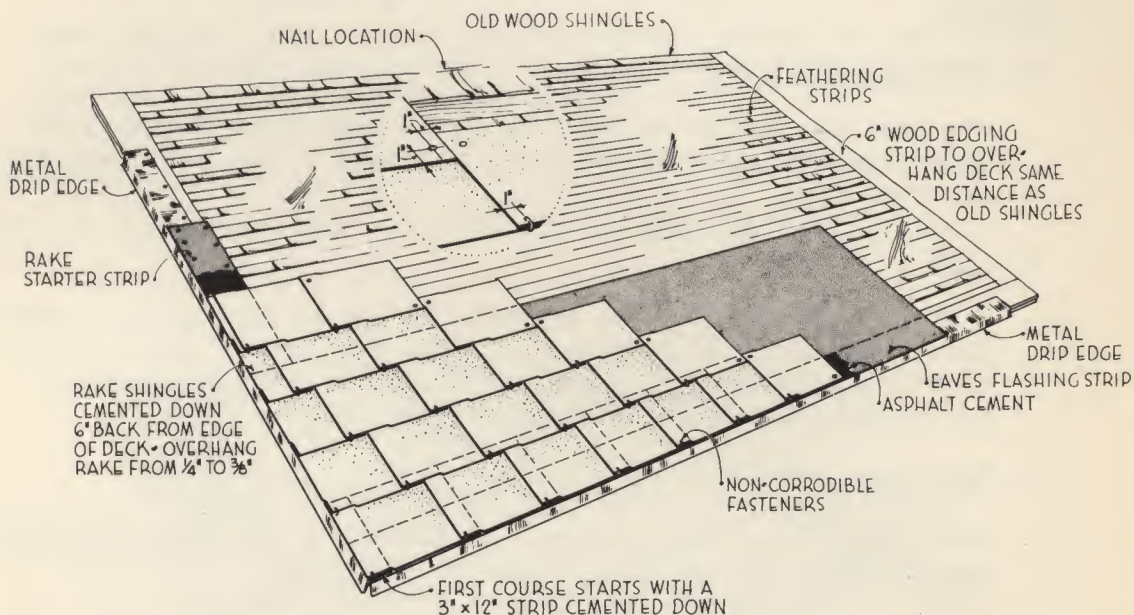 OLD WOOD SHINGLES
NAIL LOCATION
FEATHERING
STRIPS
6" WOOD EDGING
STRIP TO OVER-
HANG DECK SAME
DISTANCE AS
OLD SHINGLES
METAL
DRIP EDGE
1"
1"
1"
RAKE
STARTER STRIP
METAL
DRIP EDGE
EAVES FLASHING STRIP
ASPHALT CEMENT
RAKE SHINGLES
CEMENTED DOWN
6" BACK FROM EDGE
OF DECK • OVERHANG
RAKE FROM ¼" TO ⅜"
NON-CORRODIBLE
FASTENERS
FIRST COURSE STARTS WITH A
3" x 12" STRIP CEMENTED DOWN